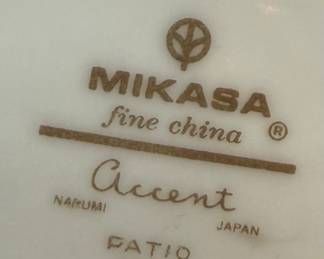 MIKASA
fine china ®
Accent
NARUMI JAPAN
PATIO